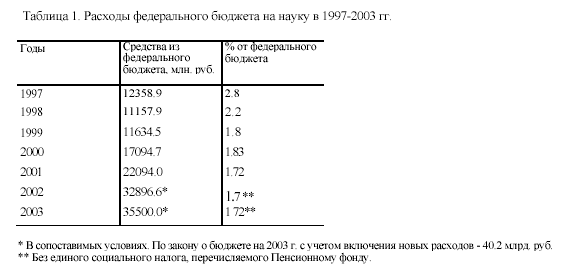 Таблица 1. Расходы федерального бюджета на науку в 1997-2003 гг.
Годы Средства из федерального бюджета, млн. руб. % от федерального бюджета
1997 12358.9 2.8
1998 11157.9 2.2
1999 11634.5 1.8
2000 17094.7 1.83
2001 22094.0 1.72
2002 32896.6* 1,7 **
2003 35500.0* 1 72**
* В сопоставимых условиях. По закону о бюджете на 2003 г. с учетом включения новых расходов - 40.2 млрд. руб.
** Без единого социального налога, перечисляемого Пенсионному фонду.